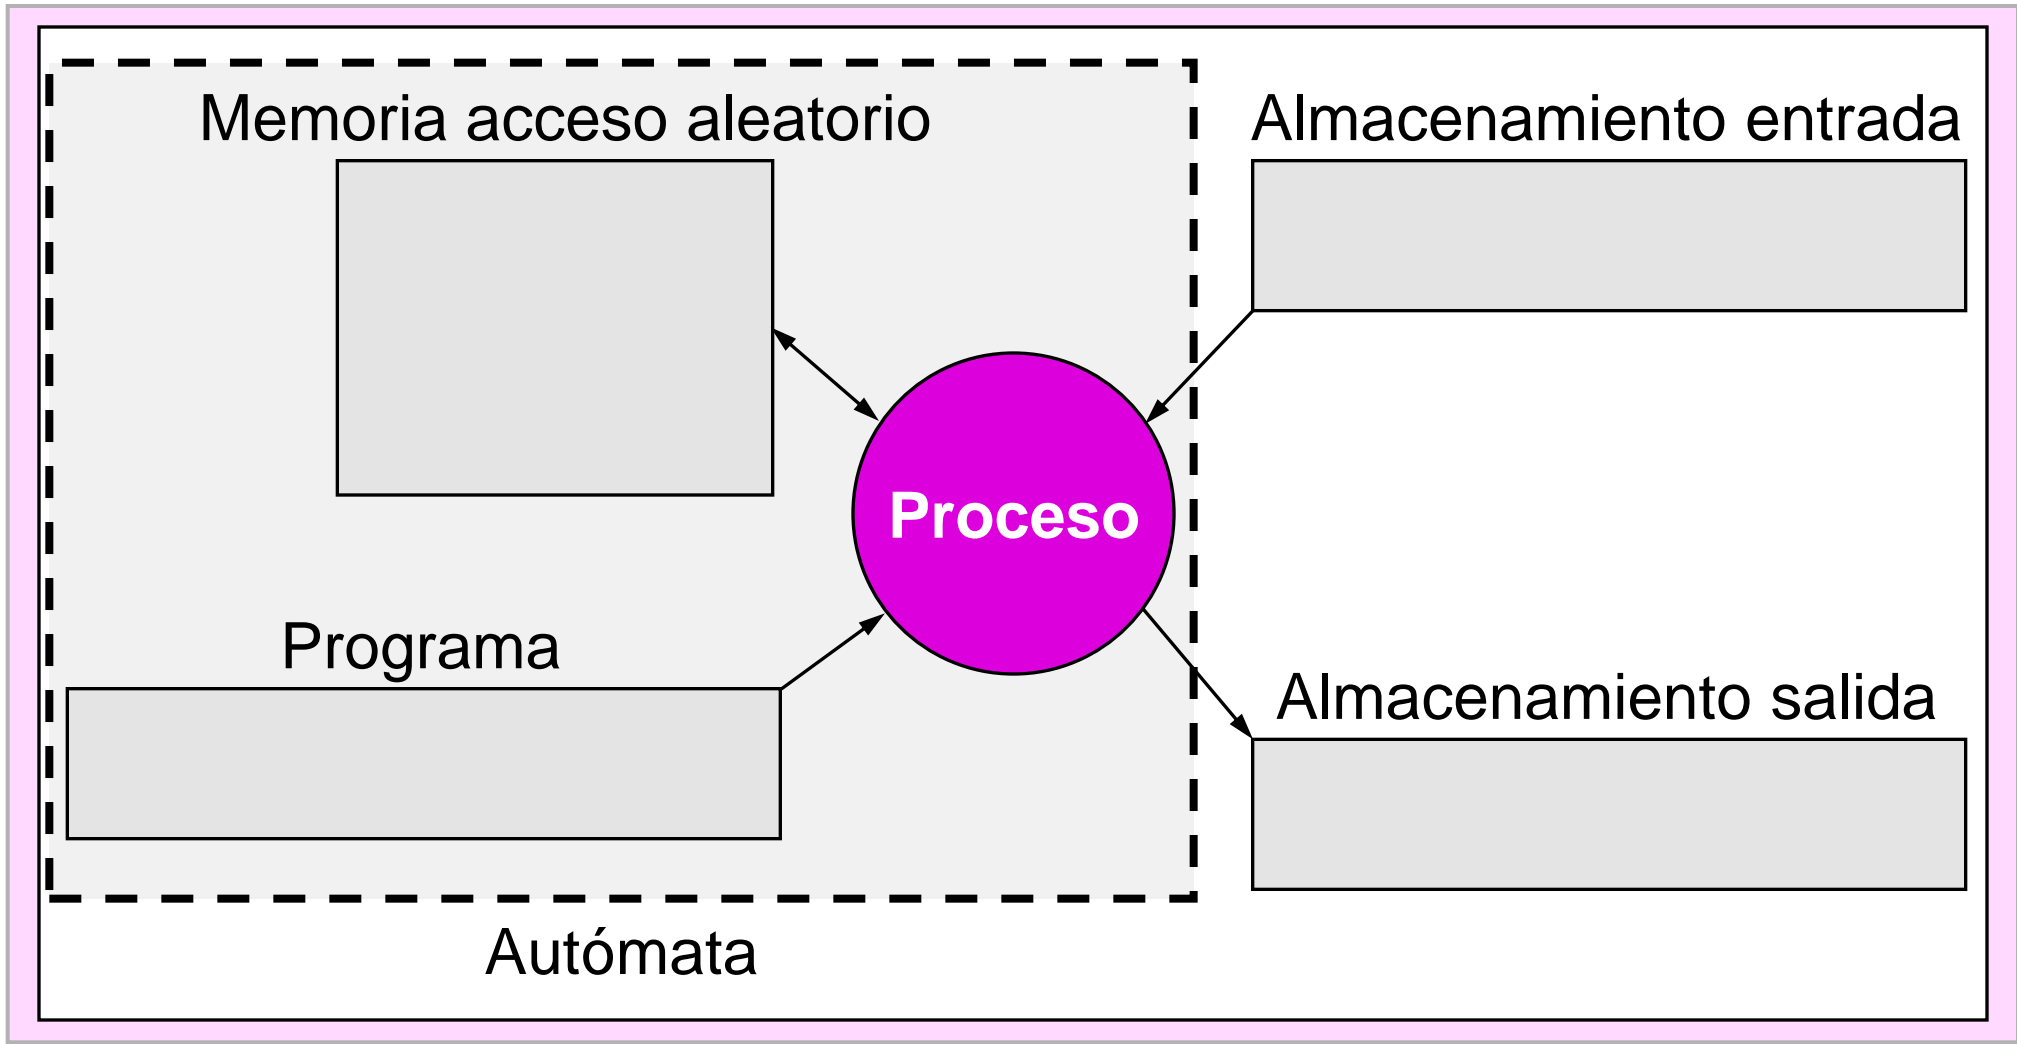 Memoria acceso aleatorio
Almacenamiento entrada
Proceso
Programa
Almacenamiento salida
Autómata